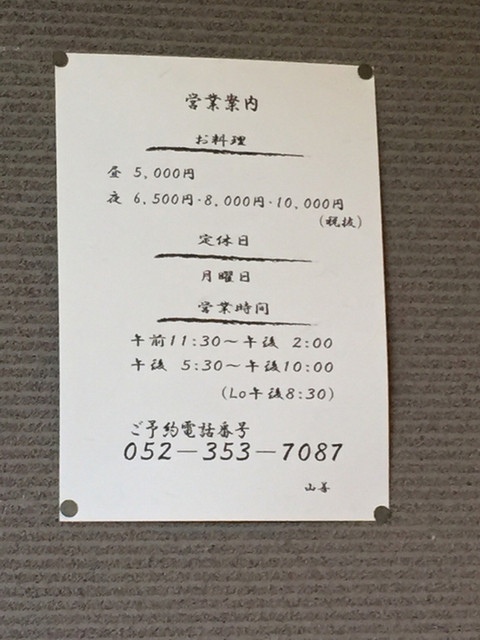 営業案内
お料理
昼 5,000円
夜 6,500円・8,000円・10,000円
(税抜)
定休日
月曜日
営業時間
午前11:30～午後 2:00
午後 5:30～午後10:00
(Lo午後8:30)
ご予約電話番号
052―353―7087
山善